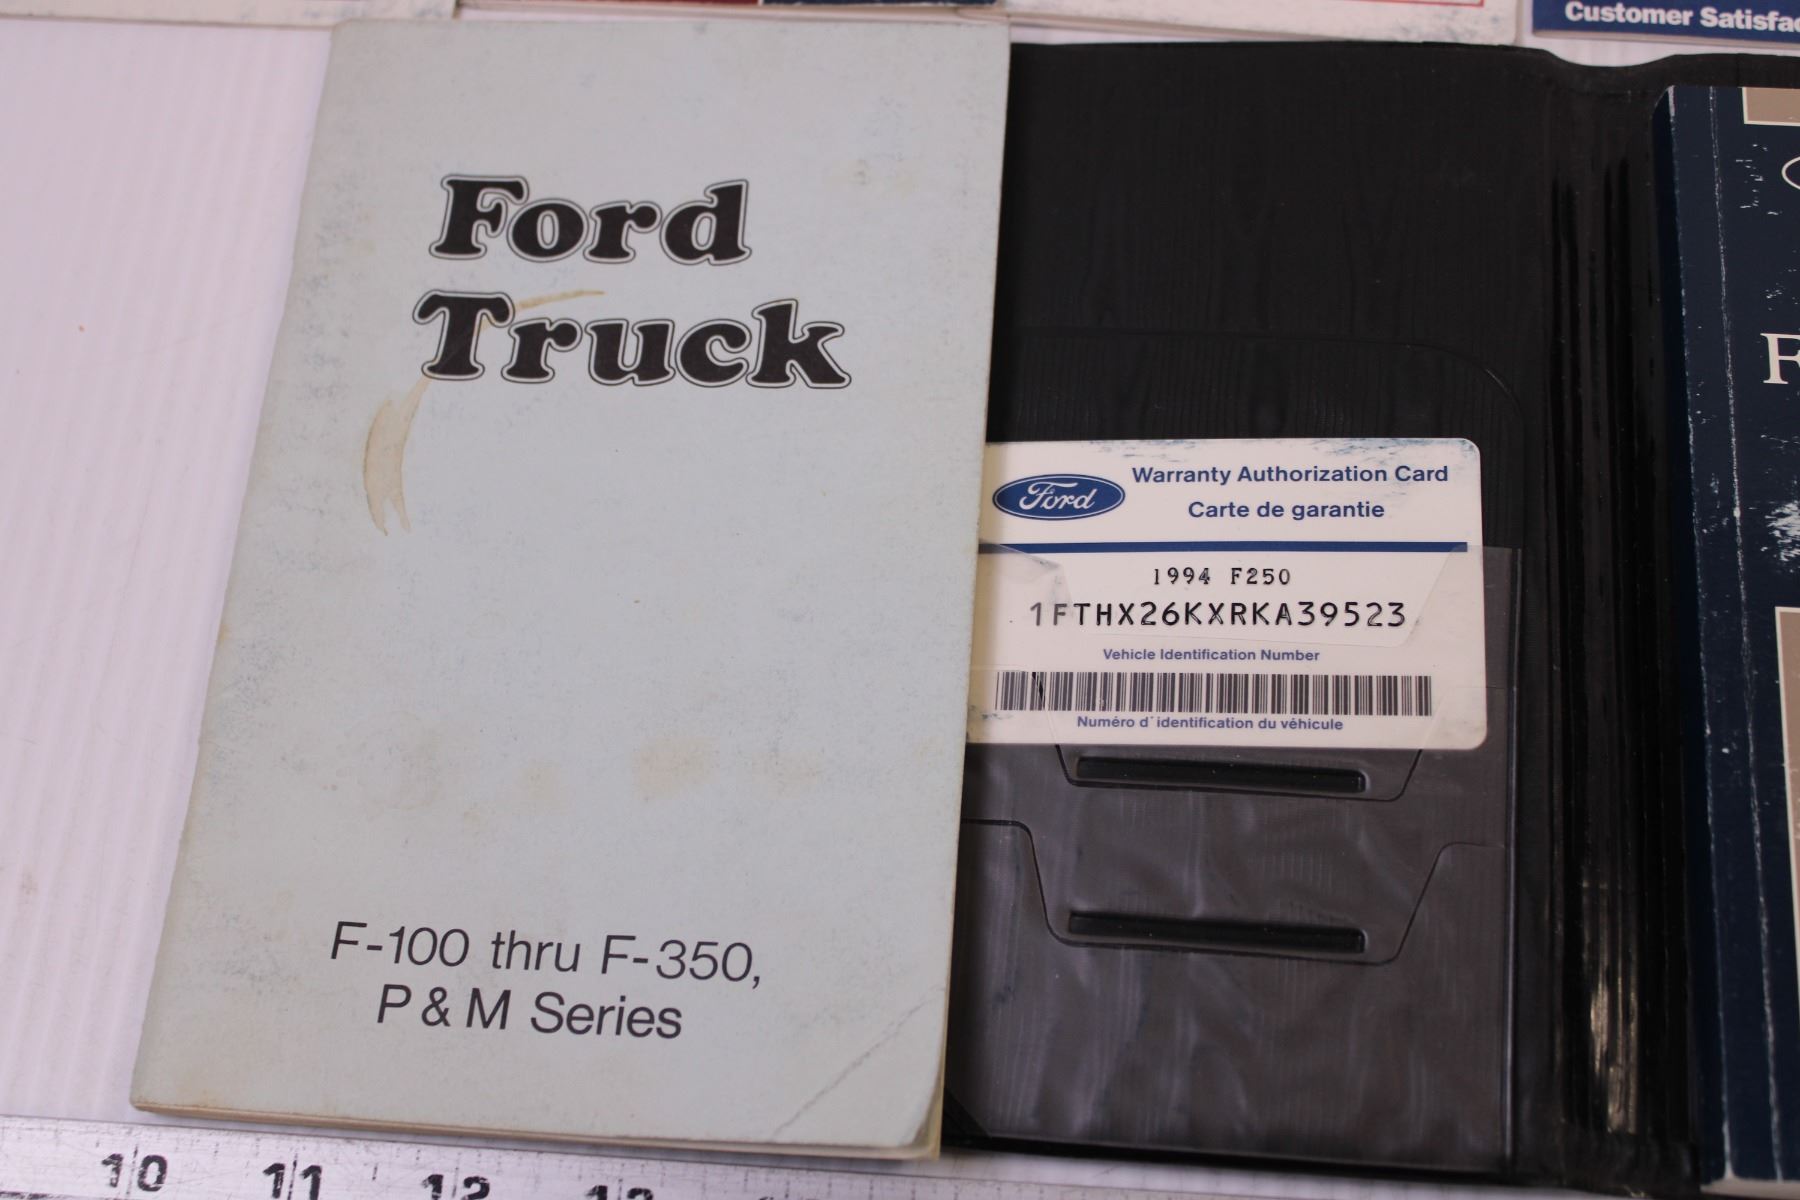 Customer Satisfac
Ford
Truck
F-100 thru F-350,
P & M Series
Ford
Warranty Authorization Card
Carte de garantie
1994 F250
1FTHX26KXRKA39523
Vehicle Identification Number
Numéro d'identification du véhicule
F
10 11 12 13